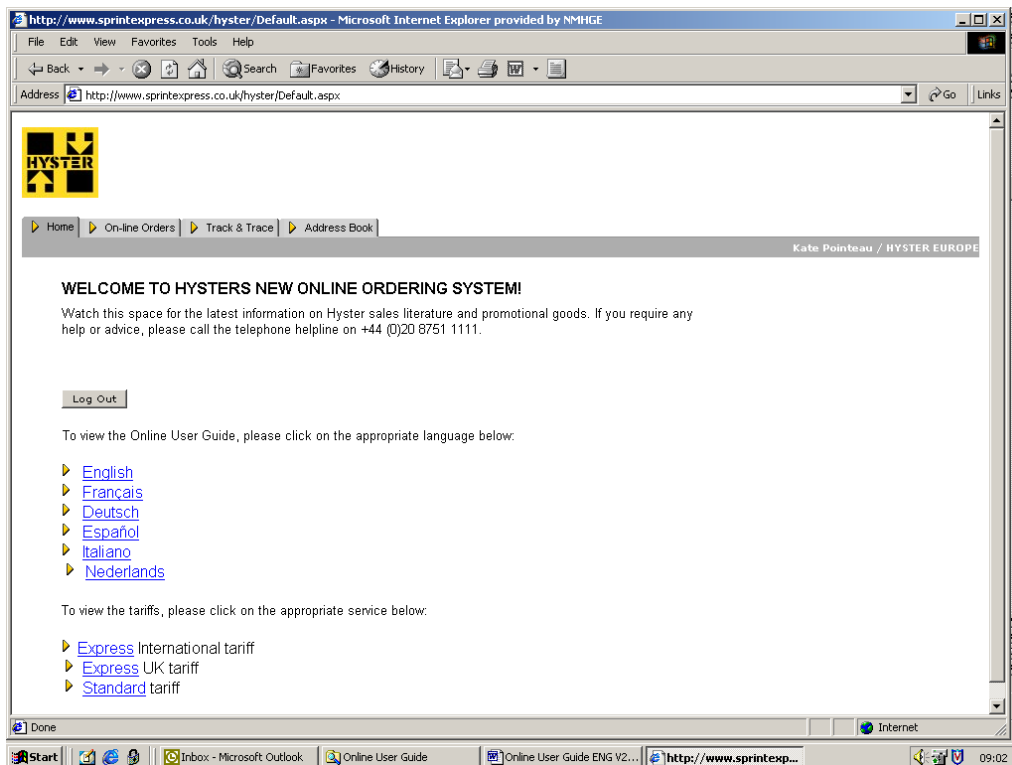 http://www.sprintexpress.co.uk/hyster/Default.aspx - Microsoft Internet Explorer provided by NMHGE
File Edit View Favorites Tools Help
Back Search Favorites History
Address http://www.sprintexpress.co.uk/hyster/Default.aspx Go Links
HYSTER
Home On-line Orders Track & Trace Address Book
Kate Pointeau / HYSTER EUROPE
WELCOME TO HYSTERS NEW ONLINE ORDERING SYSTEM!
Watch this space for the latest information on Hyster sales literature and promotional goods. If you require any
help or advice, please call the telephone helpline on +44 (0)20 8751 1111.
Log Out
To view the Online User Guide, please click on the appropriate language below:
English
Français
Deutsch
Español
Italiano
Nederlands
To view the tariffs, please click on the appropriate service below:
Express International tariff
Express UK tariff
Standard tariff
Done Internet
Start Inbox - Microsoft Outlook Online User Guide Online User Guide ENG V2... http://www.sprintexp... 09:02